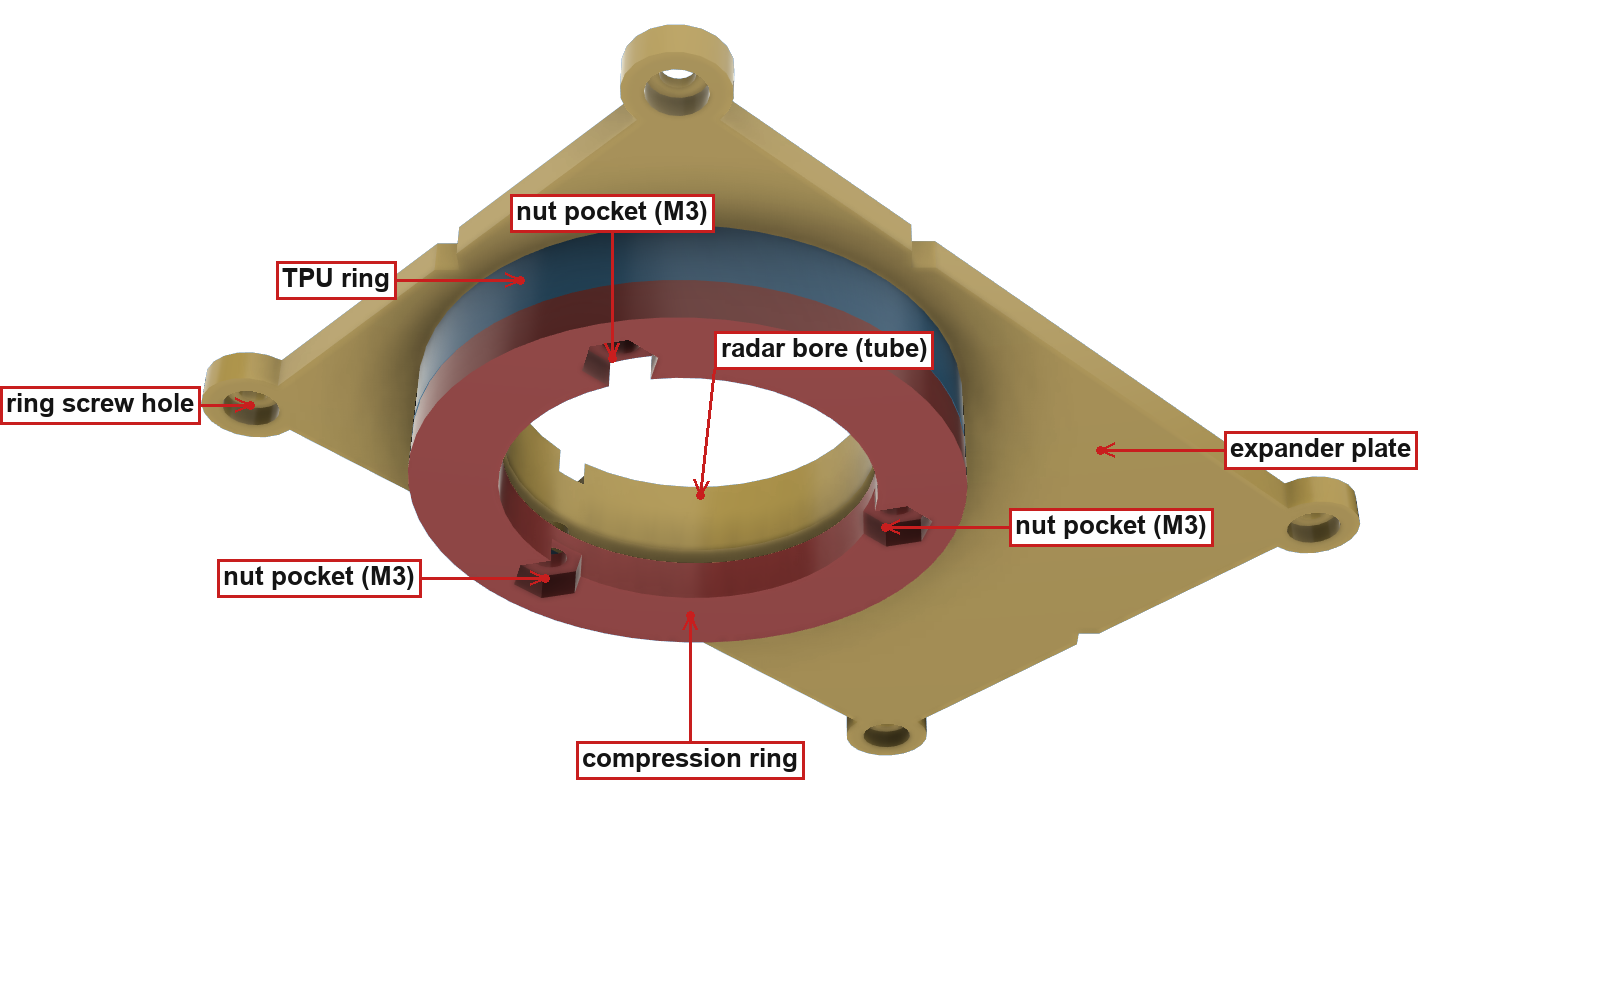 nut pocket (M3)
TPU ring
radar bore (tube)
ring screw hole
expander plate
nut pocket (M3)
nut pocket (M3)
compression ring